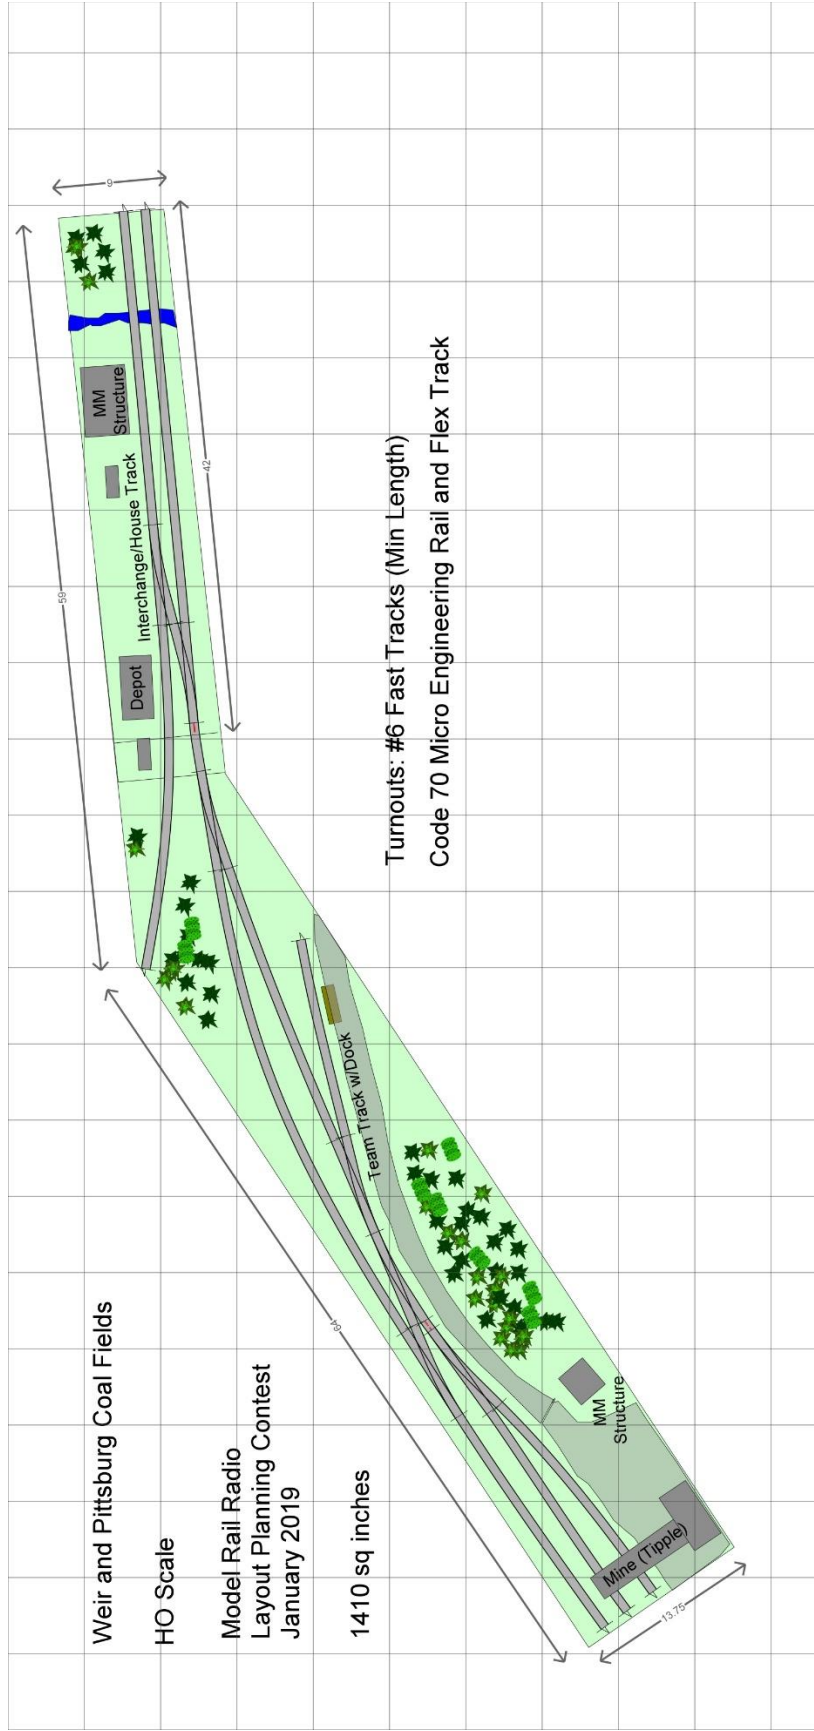 Weir and Pittsburg Coal Fields
HO Scale
Model Rail Radio
Layout Planning Contest
January 2019
1410 sq inches
Turnouts: #6 Fast Tracks (Min Length)
Code 70 Micro Engineering Rail and Flex Track
Mine (Tipple)
MM
Structure
Team Track w/Dock
Depot
Interchange/House Track
MM
Structure
64
59
42
9
13.75